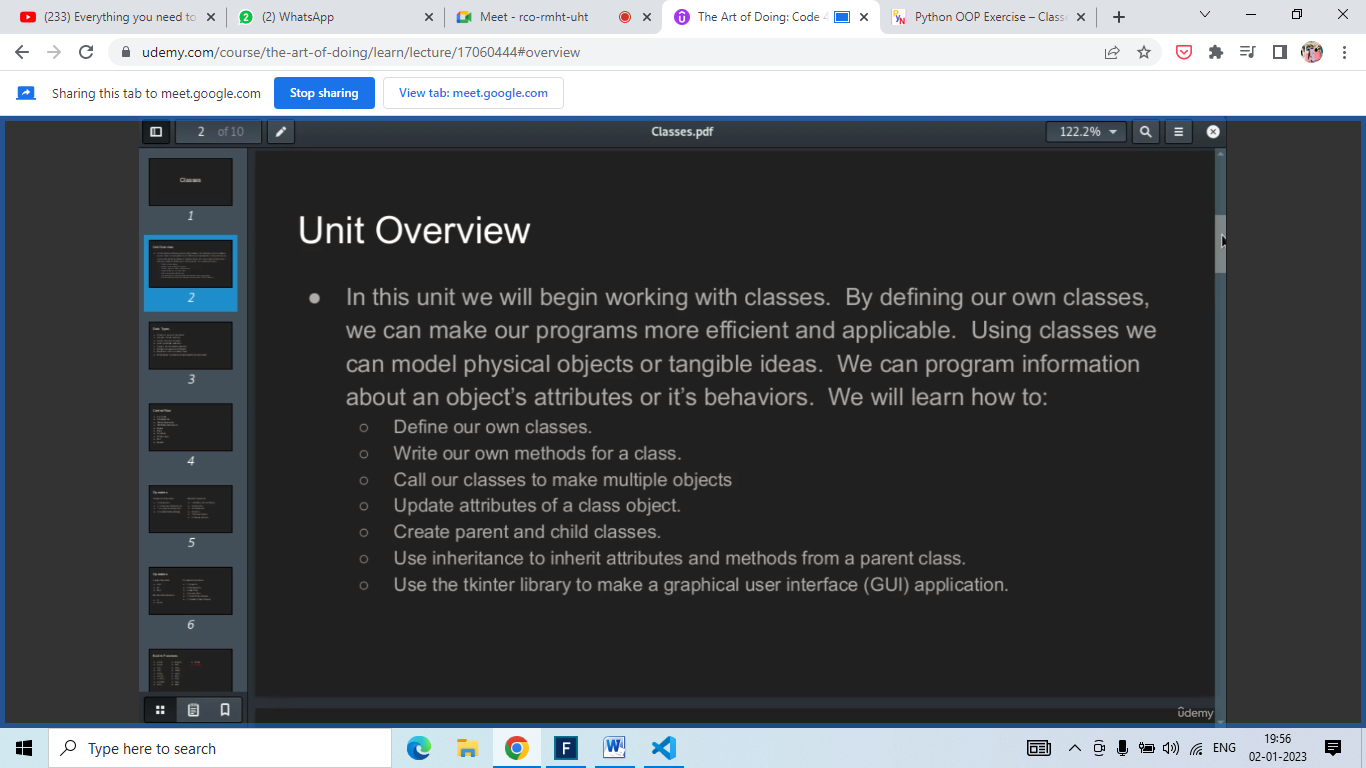 (233) Everything you need to
(2) WhatsApp
Meet - rco-rmht-uht
The Art of Doing: Code
Python OOP Exercise – Class
udemy.com/course/the-art-of-doing/learn/lecture/17060444#overview
Sharing this tab to meet.google.com
Stop sharing
View tab: meet.google.com
2 of 10
Classes.pdf
122.2%
Classes
1
2
3
4
5
6
Unit Overview
● In this unit we will begin working with classes. By defining our own classes,
we can make our programs more efficient and applicable. Using classes we
can model physical objects or tangible ideas. We can program information
about an object's attributes or it's behaviors. We will learn how to:
○ Define our own classes.
○ Write our own methods for a class.
○ Call our classes to make multiple objects
○ Update attributes of a class object.
○ Create parent and child classes.
○ Use inheritance to inherit attributes and methods from a parent class.
○ Use the tkinter library to make a graphical user interface (GUI) application.
ûdemy
Type here to search
ENG
19:56
02-01-2023